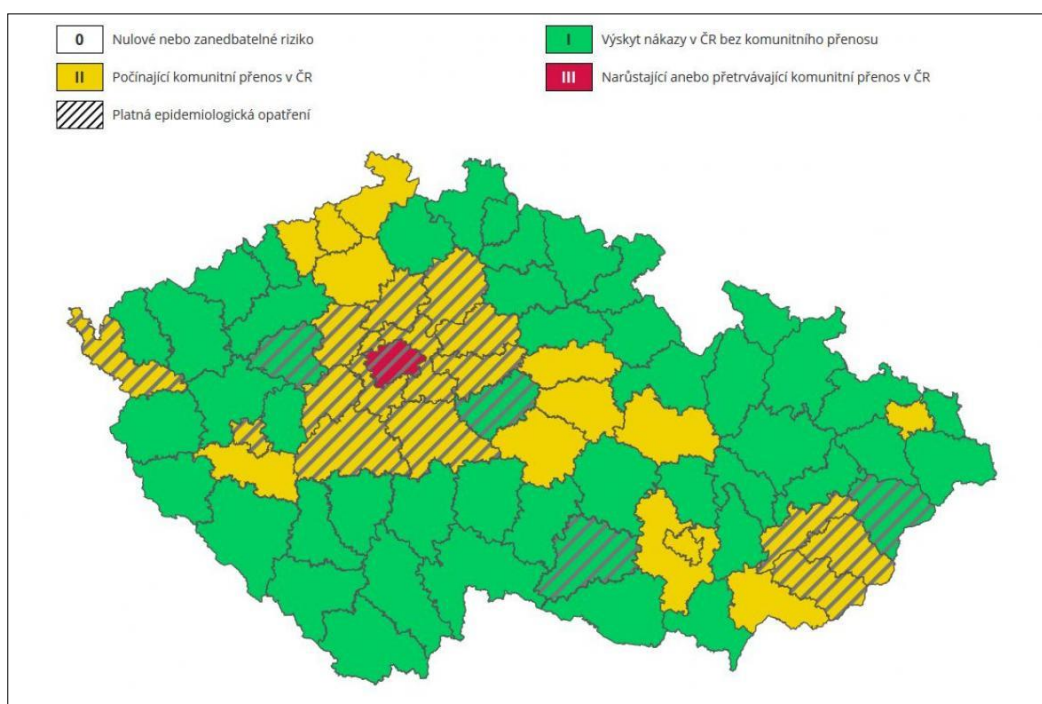 0 Nulové nebo zanedbatelné riziko
I Výskyt nákazy v ČR bez komunitního přenosu
II Počínající komunitní přenos v ČR
III Narůstající anebo přetrvávající komunitní přenos v ČR
Platná epidemiologická opatření